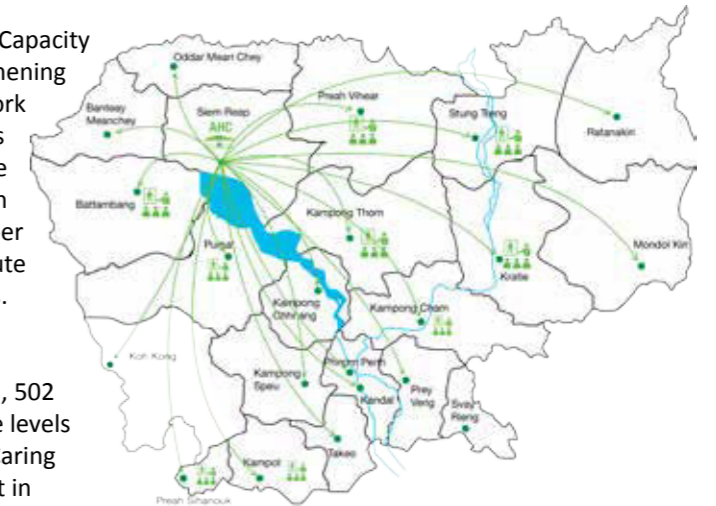 Capacity
hening
ork
s
e
n
er
ute
.
, 502
e levels
Caring
t in
Oddar Mean Chey
Banteay
Meanchey
Siem Reap
AHC
Preah Vihear
Stung Treng
Ratanakiri
Battambang
Kampong Thom
Pursat
Kratie
Mondol Kiri
Kampong
Chhnang
Kampong Cham
Koh Kong
Kampong
Speu
Phnom Penh
Kandal
Prey
Veng
Svay
Rieng
Takeo
Kampot
Preah Sihanouk